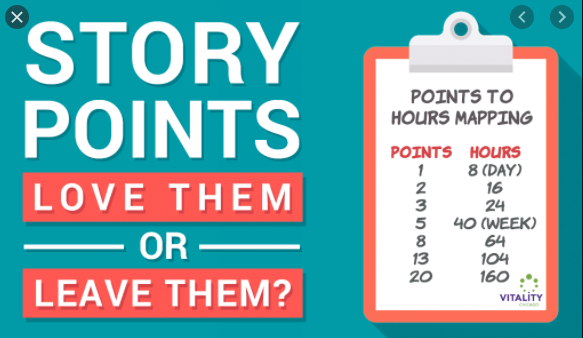 STORY
POINTS
LOVE THEM
OR
LEAVE THEM?
POINTS TO
HOURS MAPPING
POINTS HOURS
1 8 (DAY)
2 16
3 24
5 40 (WEEK)
8 64
13 104
20 160
VITALITY
CHICAGO